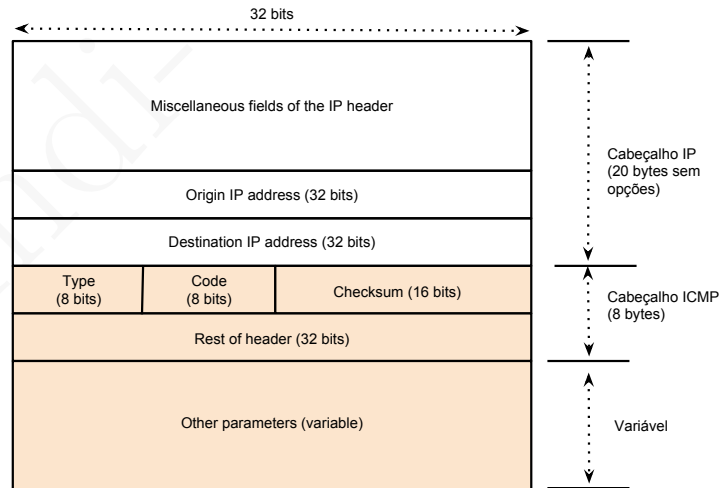 32 bits
Miscellaneous fields of the IP header
Origin IP address (32 bits)
Destination IP address (32 bits)
Type
(8 bits)
Code
(8 bits)
Checksum (16 bits)
Rest of header (32 bits)
Other parameters (variable)
Cabeçalho IP
(20 bytes sem
opções)
Cabeçalho ICMP
(8 bytes)
Variável